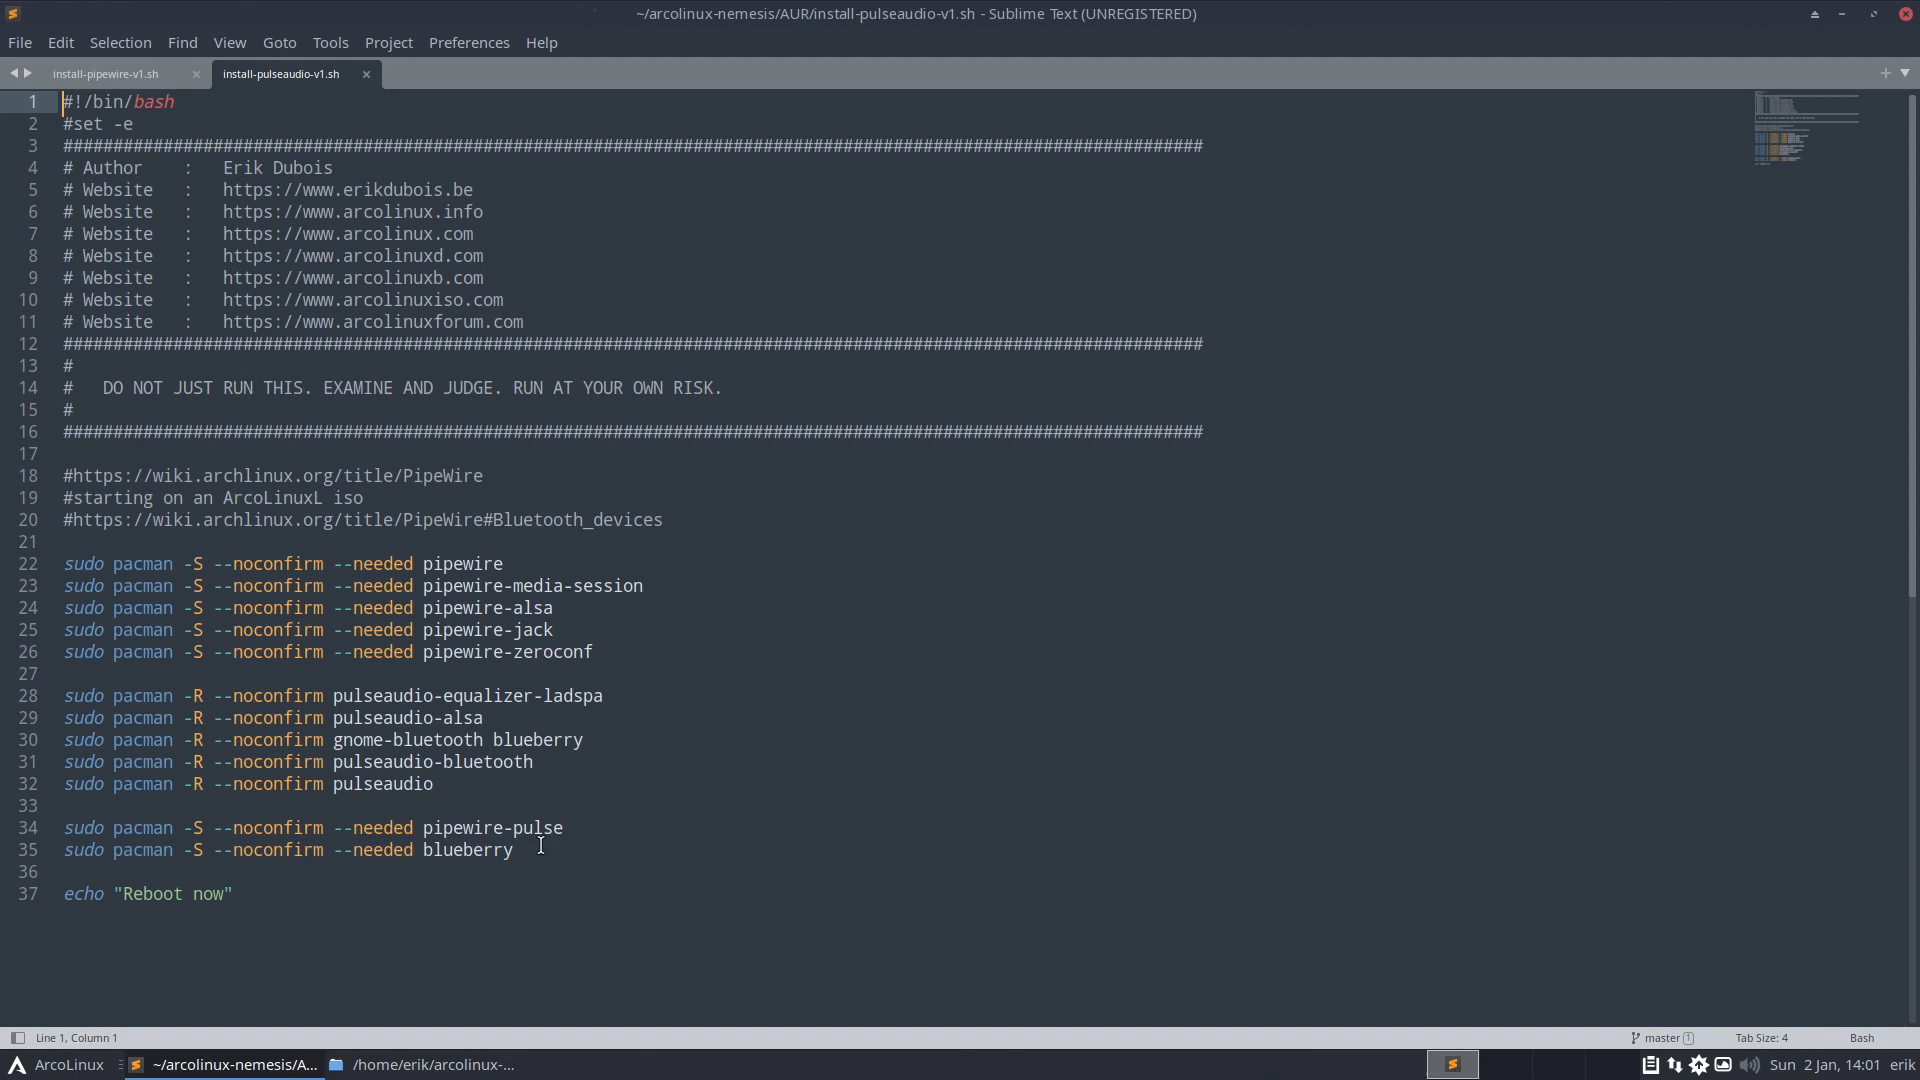 ~/arcolinux-nemesis/AUR/install-pulseaudio-v1.sh - Sublime Text (UNREGISTERED)
File Edit Selection Find View Goto Tools Project Preferences Help
install-pipewire-v1.sh install-pulseaudio-v1.sh
1 #!/bin/bash
2 #set -e
3 ##################################################################################################################
4 # Author : Erik Dubois
5 # Website : https://www.erikdubois.be
6 # Website : https://www.arcolinux.info
7 # Website : https://www.arcolinux.com
8 # Website : https://www.arcolinuxd.com
9 # Website : https://www.arcolinuxb.com
10 # Website : https://www.arcolinuxiso.com
11 # Website : https://www.arcolinuxforum.com
12 ##################################################################################################################
13 #
14 # DO NOT JUST RUN THIS. EXAMINE AND JUDGE. RUN AT YOUR OWN RISK.
15 #
16 ##################################################################################################################
17
18 #https://wiki.archlinux.org/title/PipeWire
19 #starting on an ArcoLinuxL iso
20 #https://wiki.archlinux.org/title/PipeWire#Bluetooth_devices
21
22 sudo pacman -S --noconfirm --needed pipewire
23 sudo pacman -S --noconfirm --needed pipewire-media-session
24 sudo pacman -S --noconfirm --needed pipewire-alsa
25 sudo pacman -S --noconfirm --needed pipewire-jack
26 sudo pacman -S --noconfirm --needed pipewire-zeroconf
27
28 sudo pacman -R --noconfirm pulseaudio-equalizer-ladspa
29 sudo pacman -R --noconfirm pulseaudio-alsa
30 sudo pacman -R --noconfirm gnome-bluetooth blueberry
31 sudo pacman -R --noconfirm pulseaudio-bluetooth
32 sudo pacman -R --noconfirm pulseaudio
33
34 sudo pacman -S --noconfirm --needed pipewire-pulse
35 sudo pacman -S --noconfirm --needed blueberry
36
37 echo "Reboot now"
Line 1, Column 1 master 1 Tab Size: 4 Bash
ArcoLinux ~/arcolinux-nemesis/A... /home/erik/arcolinux-... Sun 2 Jan, 14:01 erik